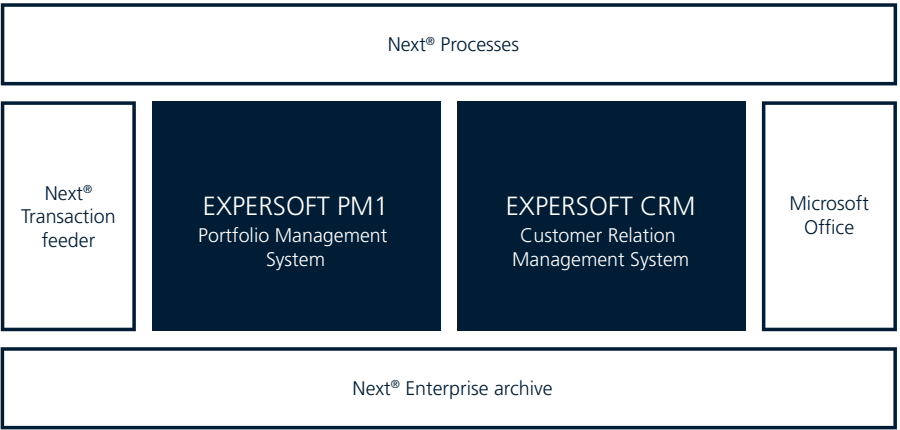 Next® Processes
Next®
Transaction
feeder
EXPERSOFT PM1
Portfolio Management
System
EXPERSOFT CRM
Customer Relation
Management System
Microsoft
Office
Next® Enterprise archive